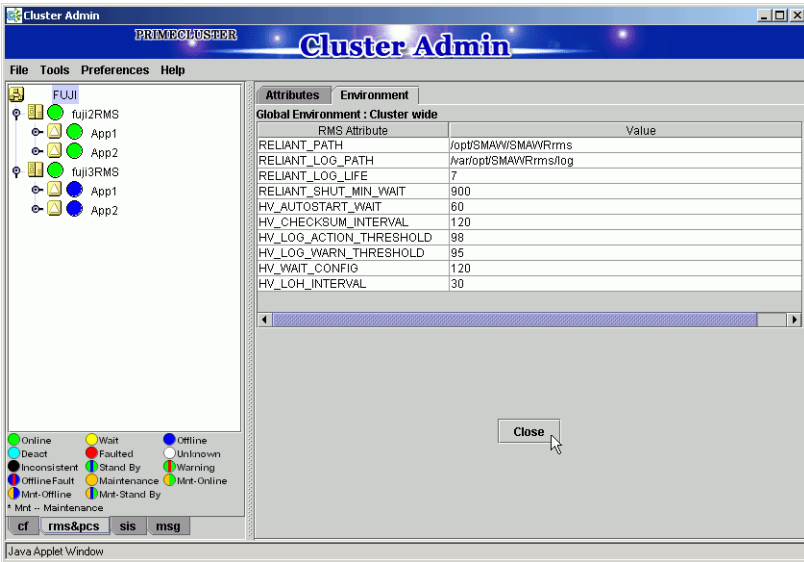 Cluster Admin
PRIMECLUSTER
Cluster Admin
File Tools Preferences Help
FUJI
fuji2RMS
App1
App2
fuji3RMS
App1
App2
Attributes Environment
Global Environment : Cluster wide
RMS Attribute Value
RELIANT_PATH /opt/SMAW/SMAWRrms
RELIANT_LOG_PATH /var/opt/SMAWRrms/log
RELIANT_LOG_LIFE 7
RELIANT_SHUT_MIN_WAIT 900
HV_AUTOSTART_WAIT 60
HV_CHECKSUM_INTERVAL 120
HV_LOG_ACTION_THRESHOLD 98
HV_LOG_WARN_THRESHOLD 95
HV_WAIT_CONFIG 120
HV_LOH_INTERVAL 30
Close
Online Wait Offline
Deact Faulted Unknown
Inconsistent Stand By Warning
OfflineFault Maintenance Mnt-Online
Mnt-Offline Mnt-Stand By
* Mnt -- Maintenance
cf rms&pcs sis msg
Java Applet Window